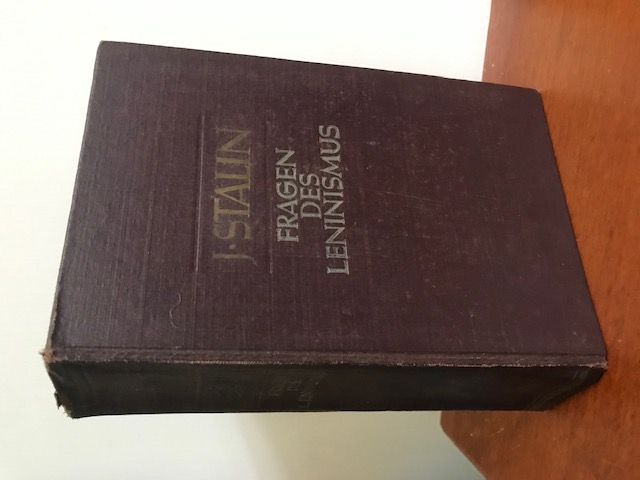 J. STALIN
FRAGEN
DES
LENINISMUS